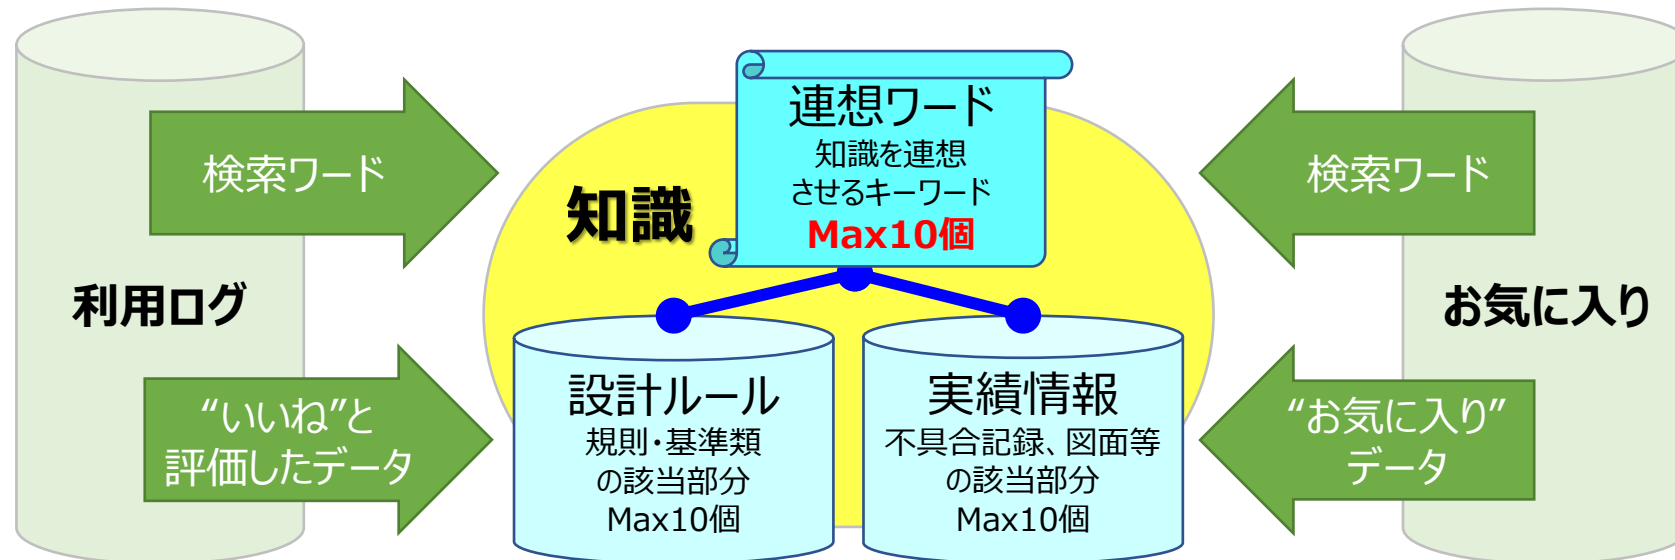 利用ログ
検索ワード
“いいね”と
評価したデータ
知識
連想ワード
知識を連想
させるキーワード
Max10個
設計ルール
規則・基準類
の該当部分
Max10個
実績情報
不具合記録、図面等
の該当部分
Max10個
検索ワード
“お気に入り”
データ
お気に入り